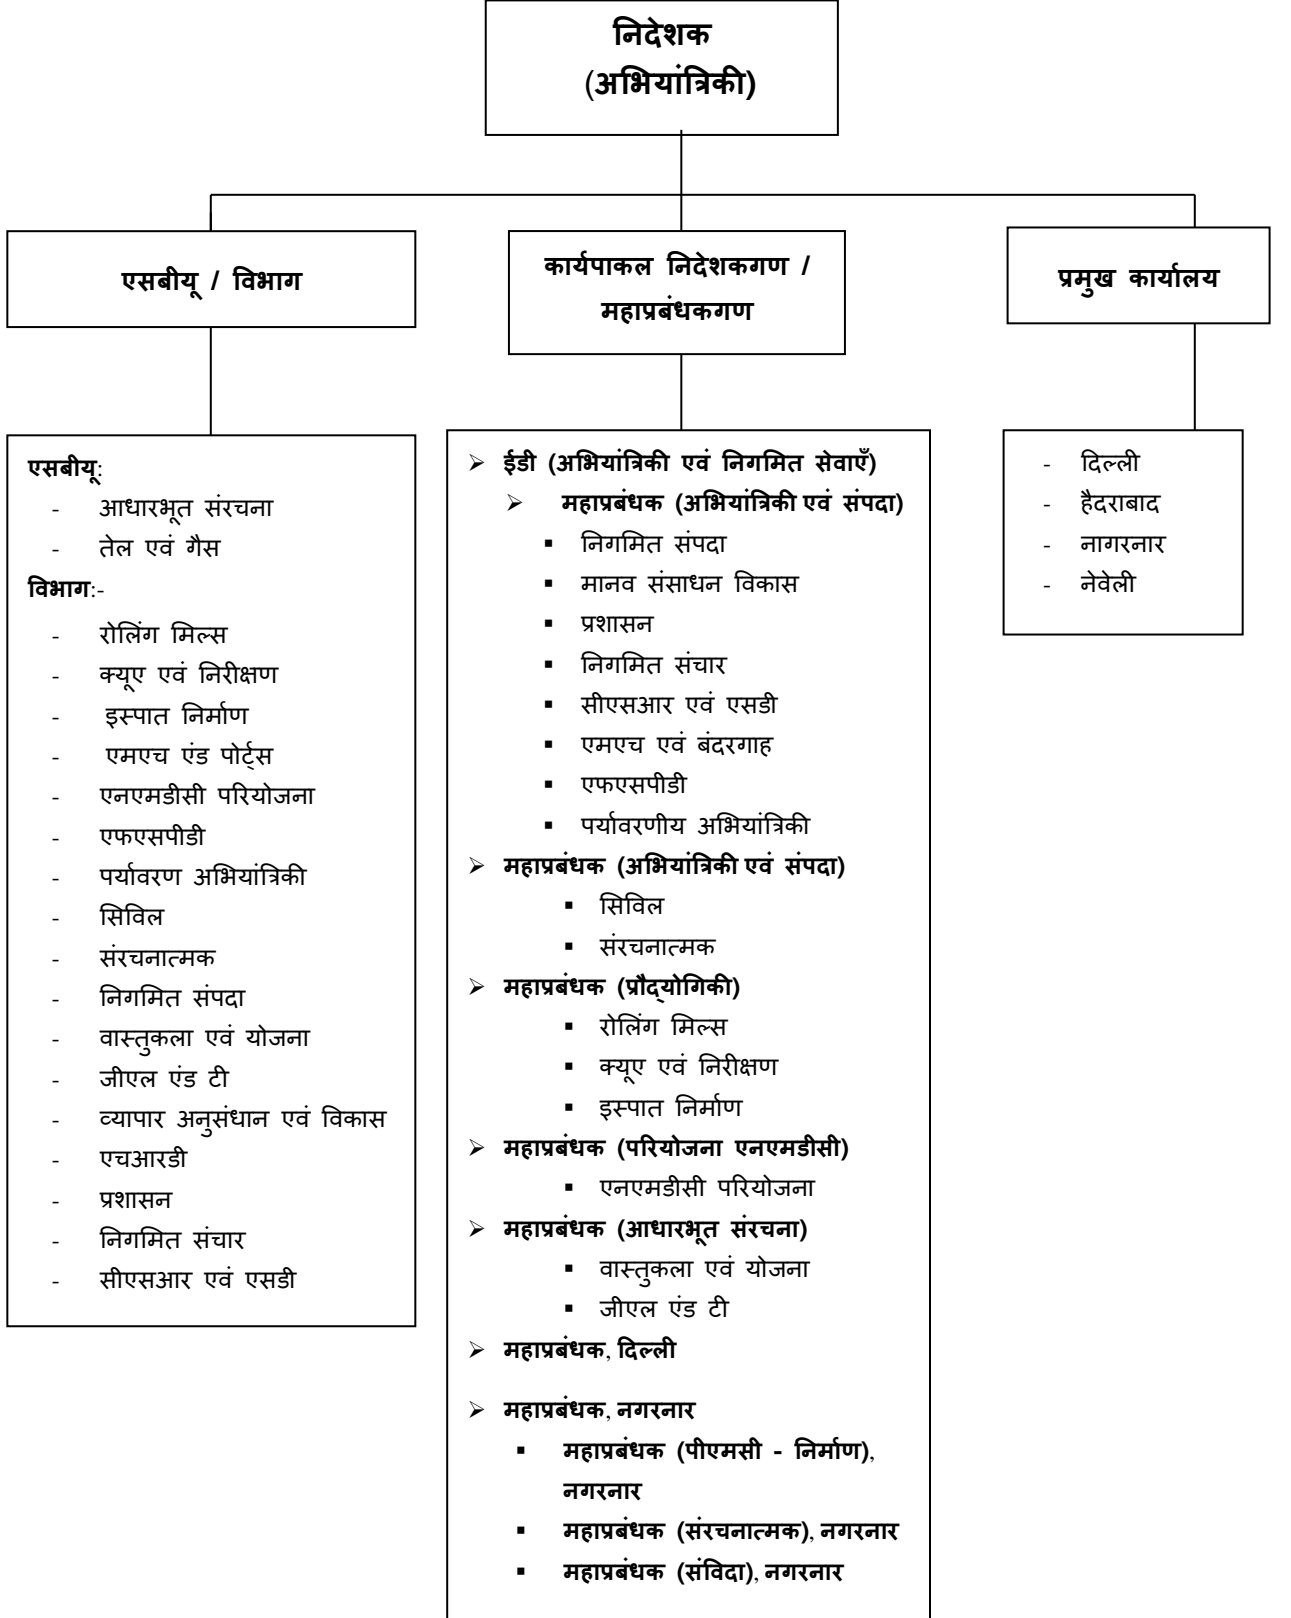 निदेशक
(अभियांत्रिकी)
एसबीयू / विभाग
कार्यपाकल निदेशकगण /
महाप्रबंधकगण
प्रमुख कार्यालय
एसबीयू:
- आधारभूत संरचना
- तेल एवं गैस
विभाग:-
- रोलिंग मिल्स
- क्यूए एवं निरीक्षण
- इस्पात निर्माण
- एमएच एंड पोर्ट्स
- एनएमडीसी परियोजना
- एफएसपीडी
- पर्यावरण अभियांत्रिकी
- सिविल
- संरचनात्मक
- निगमित संपदा
- वास्तुकला एवं योजना
- जीएल एंड टी
- व्यापार अनुसंधान एवं विकास
- एचआरडी
- प्रशासन
- निगमित संचार
- सीएसआर एवं एसडी
➢ ईडी (अभियांत्रिकी एवं निगमित सेवाएँ)
➢ महाप्रबंधक (अभियांत्रिकी एवं संपदा)
▪ निगमित संपदा
▪ मानव संसाधन विकास
▪ प्रशासन
▪ निगमित संचार
▪ सीएसआर एवं एसडी
▪ एमएच एवं बंदरगाह
▪ एफएसपीडी
▪ पर्यावरणीय अभियांत्रिकी
➢ महाप्रबंधक (अभियांत्रिकी एवं संपदा)
▪ सिविल
▪ संरचनात्मक
➢ महाप्रबंधक (प्रौद्योगिकी)
▪ रोलिंग मिल्स
▪ क्यूए एवं निरीक्षण
▪ इस्पात निर्माण
➢ महाप्रबंधक (परियोजना एनएमडीसी)
▪ एनएमडीसी परियोजना
➢ महाप्रबंधक (आधारभूत संरचना)
▪ वास्तुकला एवं योजना
▪ जीएल एंड टी
➢ महाप्रबंधक, दिल्ली
➢ महाप्रबंधक, नगरनार
▪ महाप्रबंधक (पीएमसी - निर्माण),
नगरनार
▪ महाप्रबंधक (संरचनात्मक), नगरनार
▪ महाप्रबंधक (संविदा), नगरनार
- दिल्ली
- हैदराबाद
- नागरनार
- नेवेली